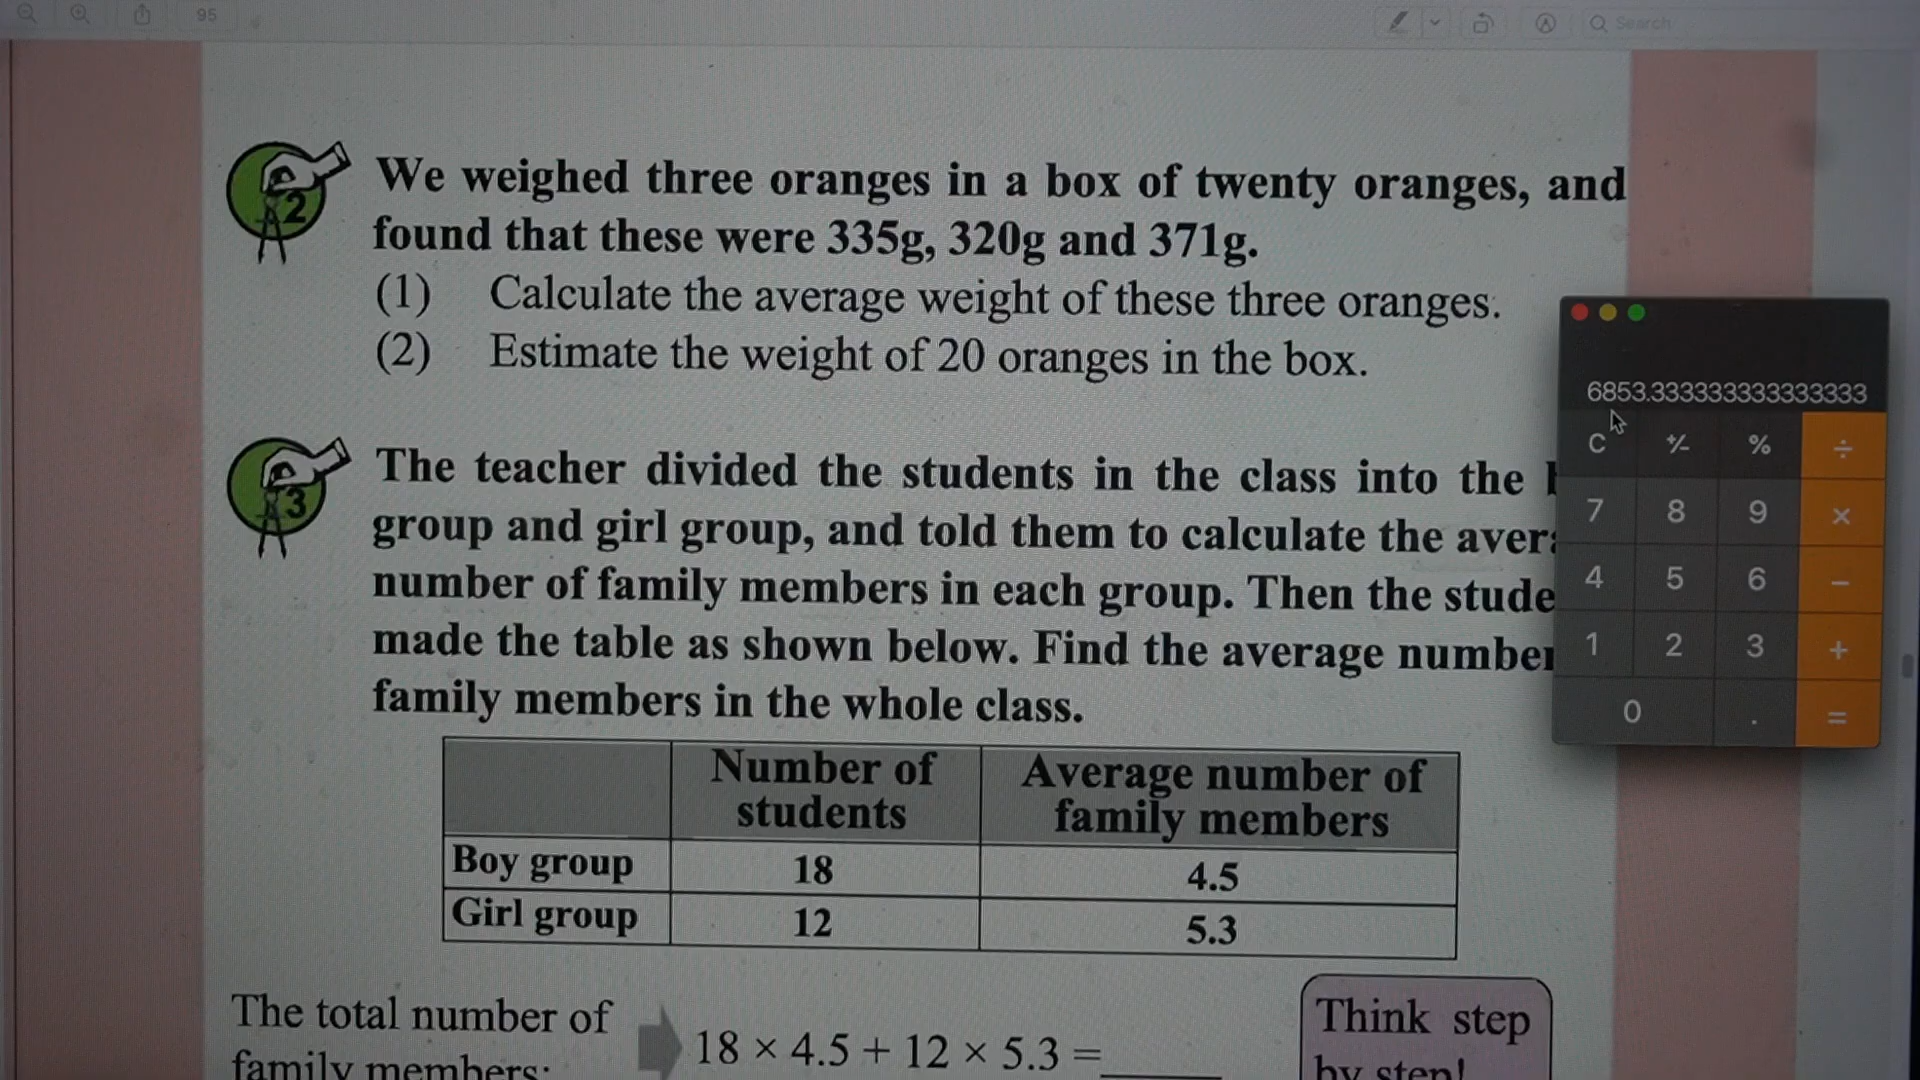 95
Search
2
We weighed three oranges in a box of twenty oranges, and
found that these were 335g, 320g and 371g.
(1) Calculate the average weight of these three oranges.
(2) Estimate the weight of 20 oranges in the box.
3
The teacher divided the students in the class into the
group and girl group, and told them to calculate the
number of family members in each group. Then the
made the table as shown below. Find the average
family members in the whole class.
Number of
students
Average number of
family members
Boy group 18 4.5
Girl group 12 5.3
The total number of
family members:
18 × 4.5 + 12 × 5.3 =
Think step
by step!
6853.333333333333333
C +/- % ÷
7 8 9 ×
4 5 6 −
1 2 3 +
0 . =